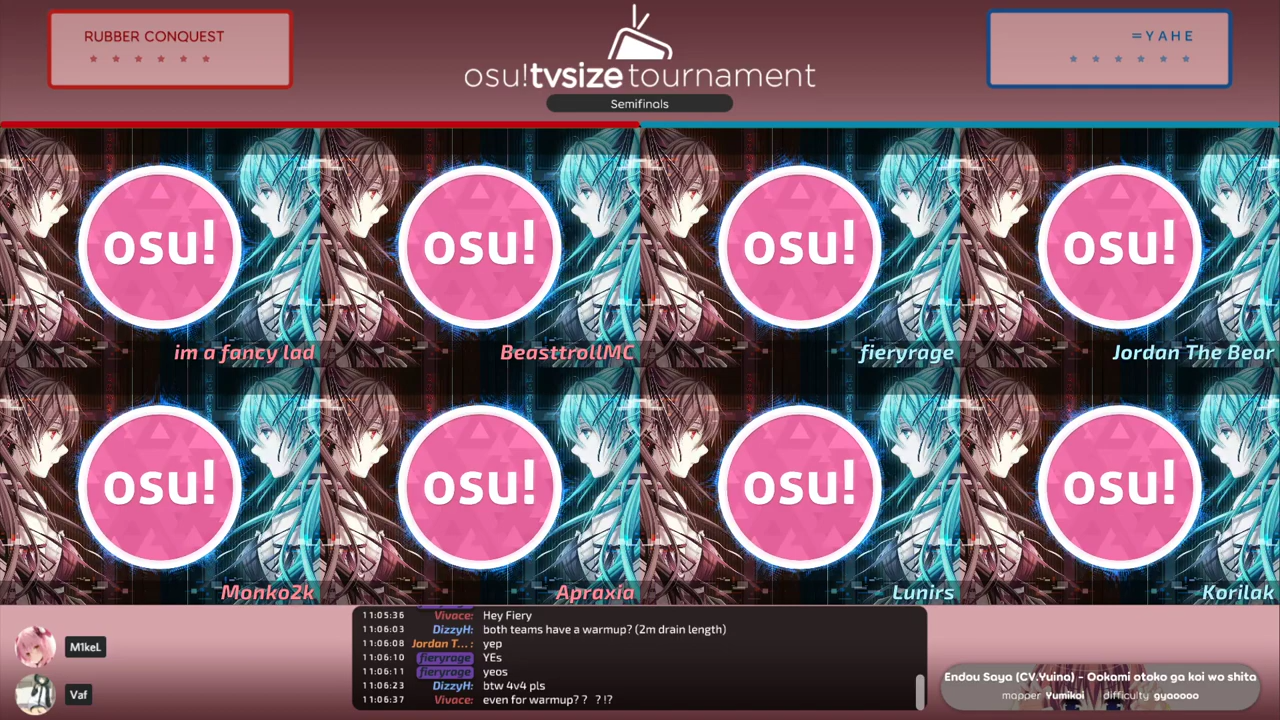 RUBBER CONQUEST
=YAHE
osu!tvsize tournament
Semifinals
osu!
osu!
osu!
osu!
im a fancy lad
BeasttrollMC
fieryrage
Jordan The Bear
osu!
osu!
osu!
osu!
Monko2k
Apraxia
Lunirs
Korilak
M1keL
Vaf
11:05:36 Vivace: Hey Fiery
11:06:03 DizzyH: both teams have a warmup? (2m drain length)
11:06:08 Jordan T...: yep
11:06:10 fieryrage YEs
11:06:11 fieryrage yeos
11:06:23 DizzyH: btw 4v4 pls
11:06:37 Vivace: even for warmup? ? ? !?
Endou Saya (CV.Yuina) - Ookami otoko ga koi wo shita
mapper Yumikoi difficulty gyaoooo